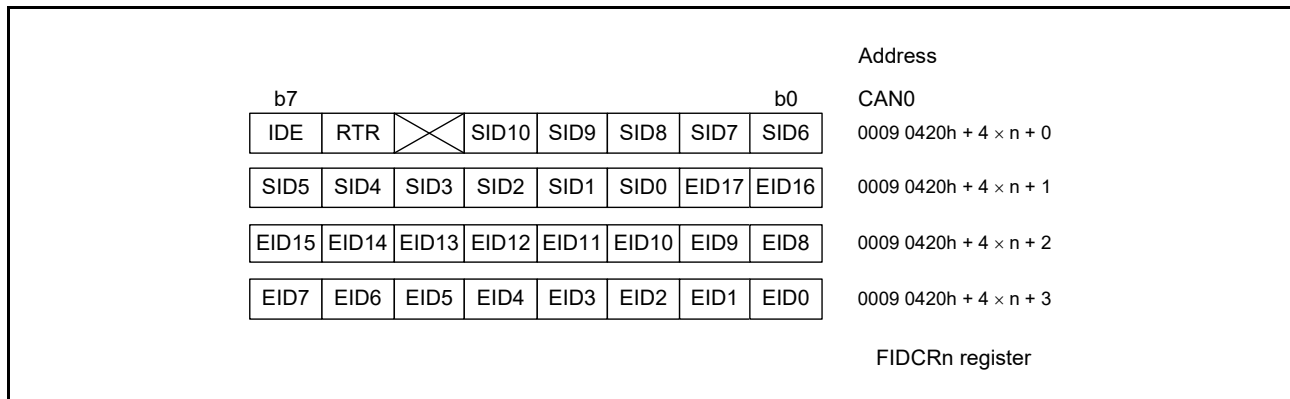 Address
b7 b0 CAN0
IDE RTR SID10 SID9 SID8 SID7 SID6 0009 0420h + 4 × n + 0
SID5 SID4 SID3 SID2 SID1 SID0 EID17 EID16 0009 0420h + 4 × n + 1
EID15 EID14 EID13 EID12 EID11 EID10 EID9 EID8 0009 0420h + 4 × n + 2
EID7 EID6 EID5 EID4 EID3 EID2 EID1 EID0 0009 0420h + 4 × n + 3
FIDCRn register